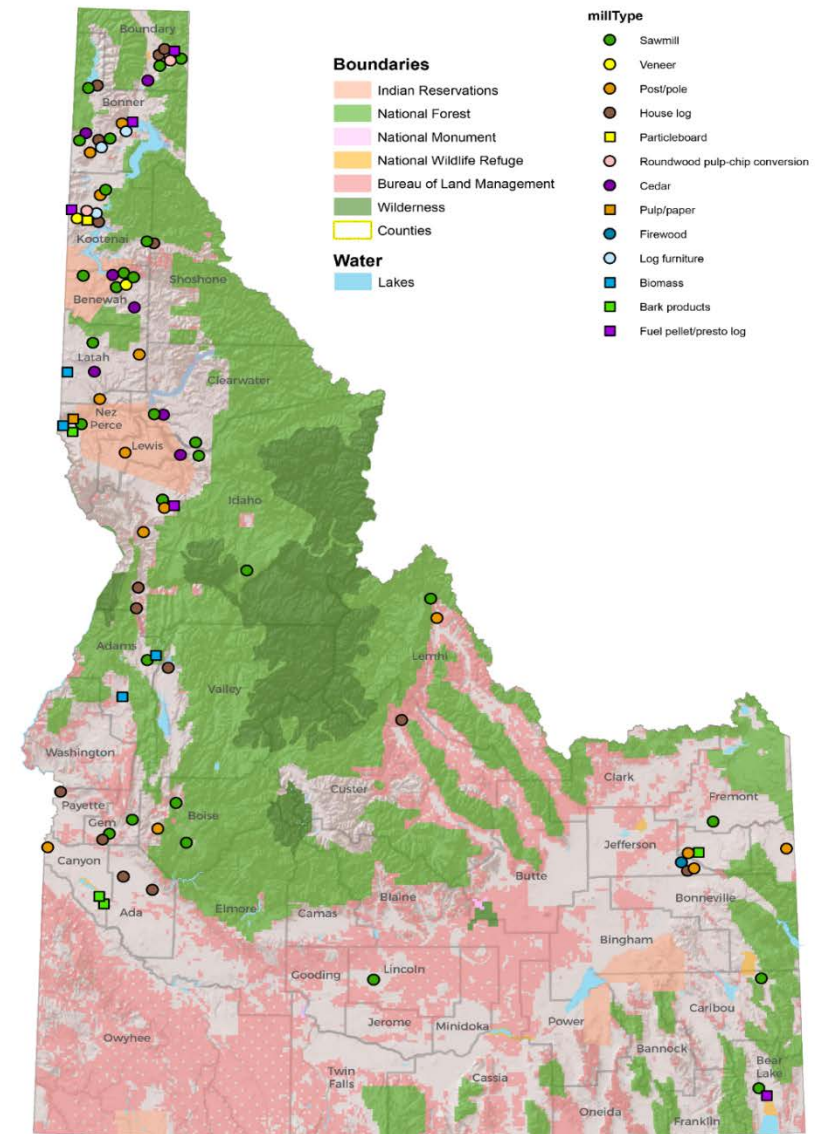 Boundaries
Indian Reservations
National Forest
National Monument
National Wildlife Refuge
Bureau of Land Management
Wilderness
Counties
Water
Lakes
millType
Sawmill
Veneer
Post/pole
House log
Particleboard
Roundwood pulp-chip conversion
Cedar
Pulp/paper
Firewood
Log furniture
Biomass
Bark products
Fuel pellet/presto log
Boundary
Bonner
Kootenai
Shoshone
Benewah
Latah
Clearwater
Nez
Perce
Lewis
Idaho
Adams
Lemhi
Valley
Washington
Custer
Clark
Payette
Fremont
Gem
Boise
Jefferson
Canyon
Butte
Bonneville
Ada
Elmore
Camas
Blaine
Bingham
Gooding
Lincoln
Caribou
Jerome
Minidoka
Power
Owyhee
Bannock
Twin
Falls
Cassia
Bear
Lake
Oneida
Franklin